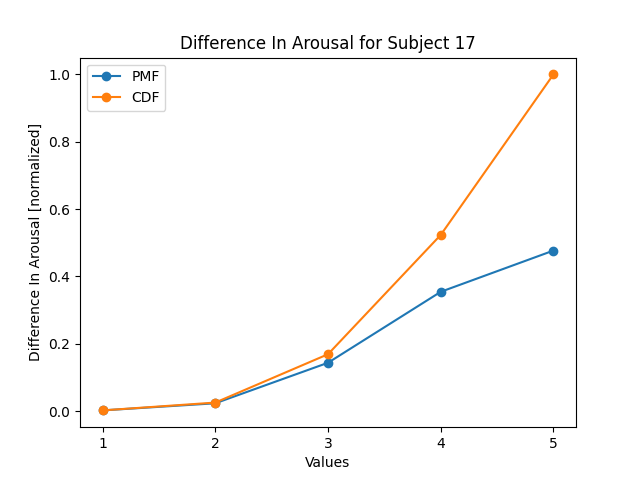 Difference In Arousal for Subject 17
PMF
CDF
1.0
0.8
0.6
0.4
0.2
0.0
Difference In Arousal [normalized]
1 2 3 4 5
Values